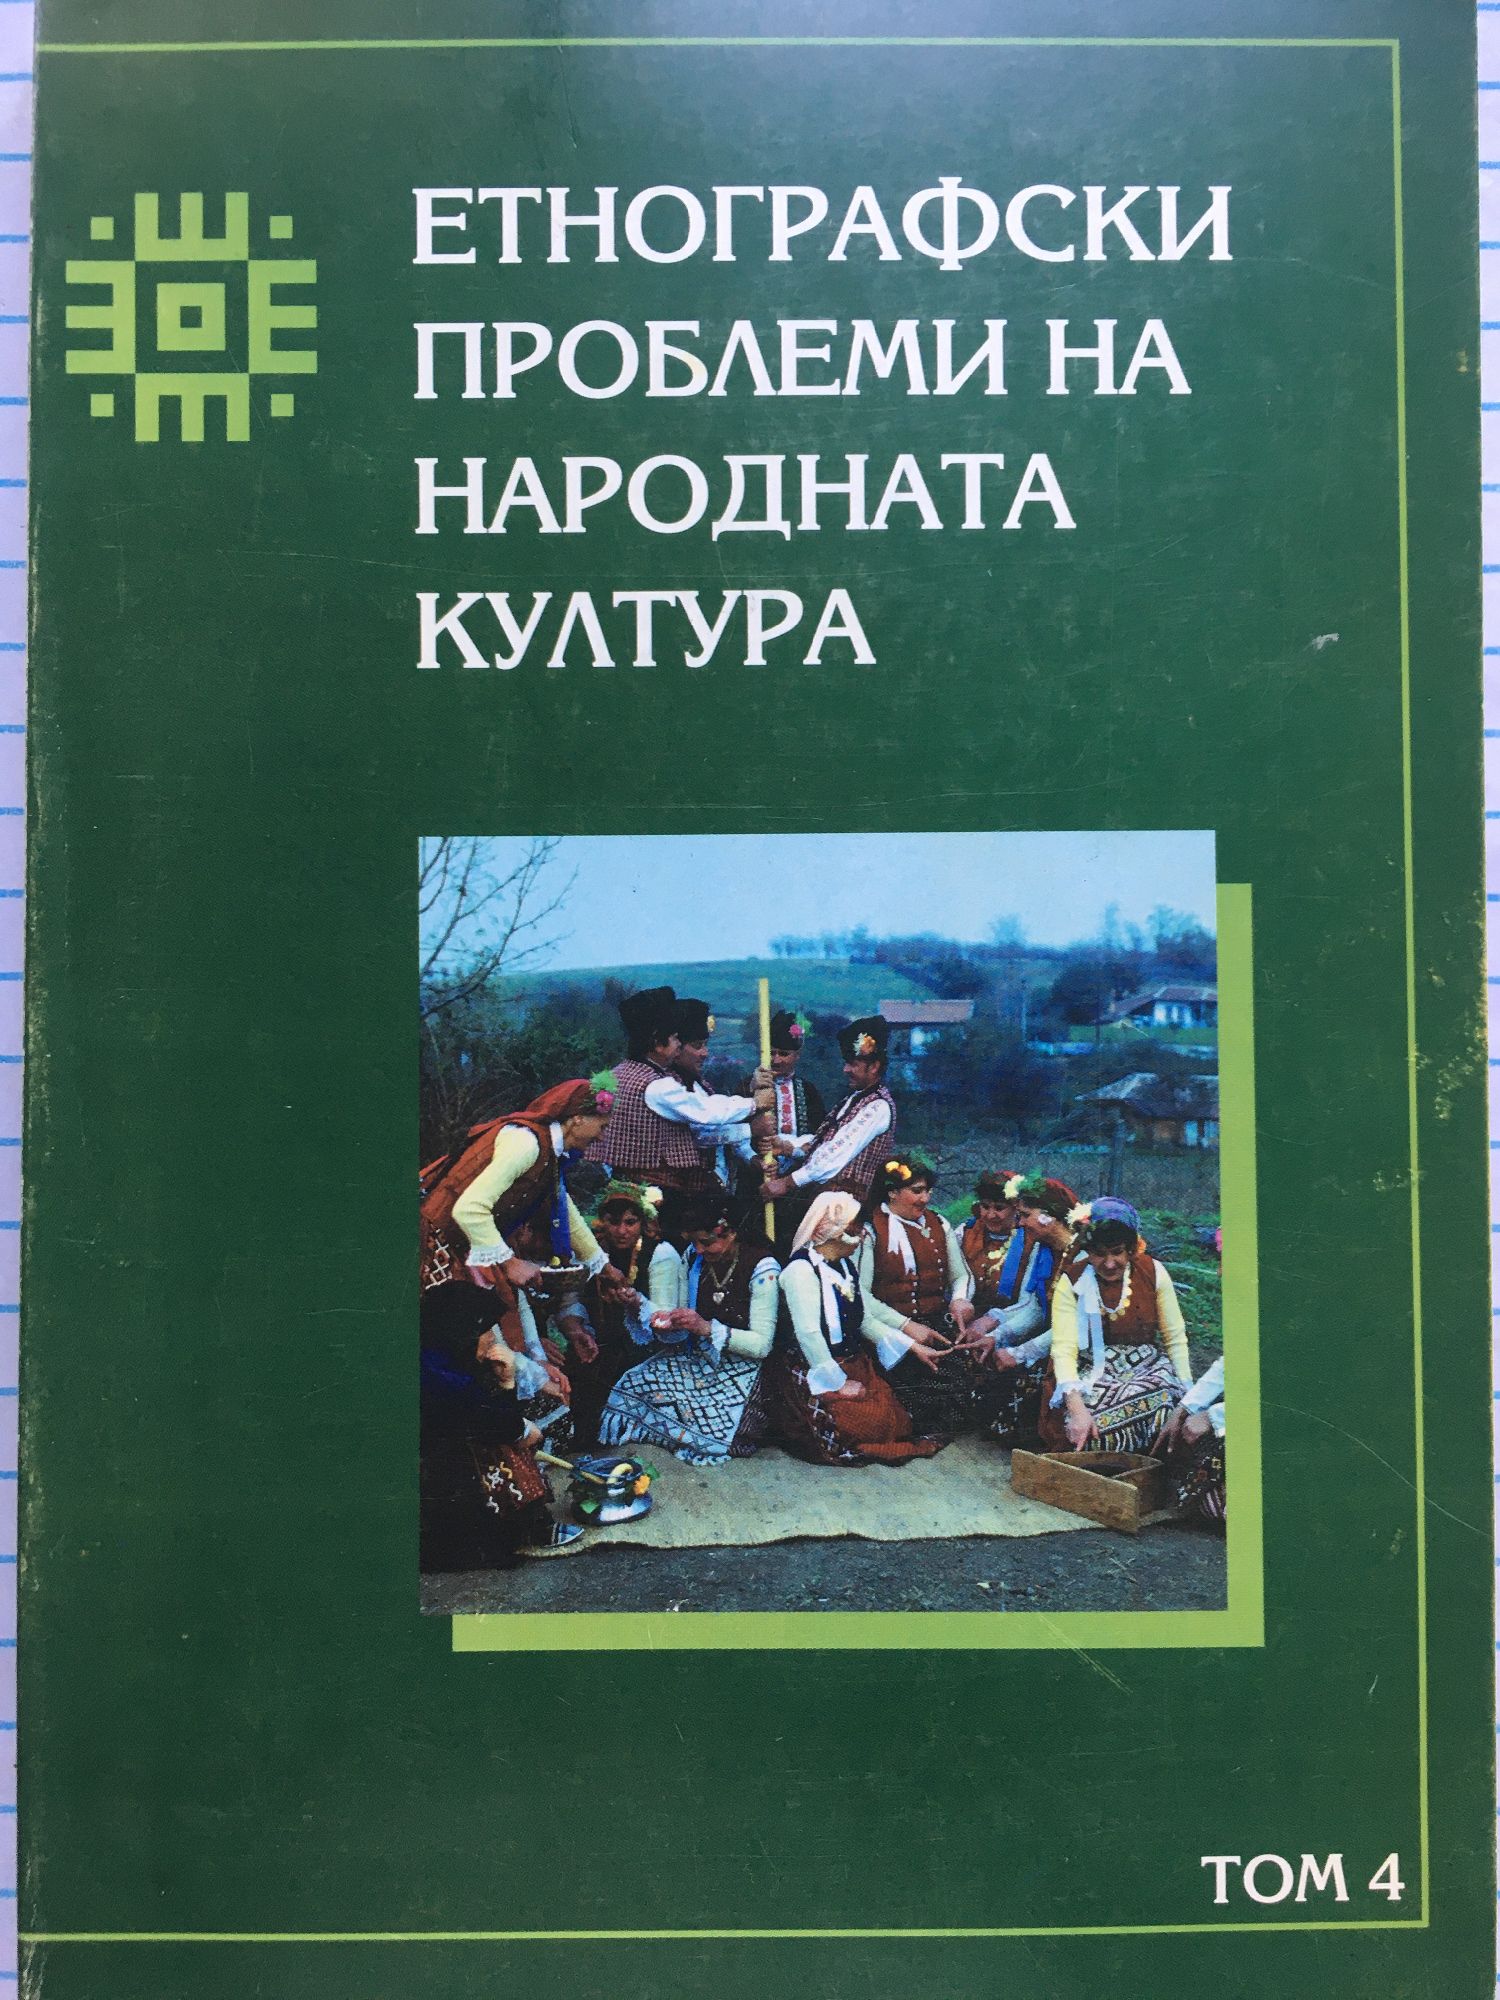 ЕТНОГРАФСКИ
ПРОБЛЕМИ НА
НАРОДНАТА
КУЛТУРА
ТОМ 4